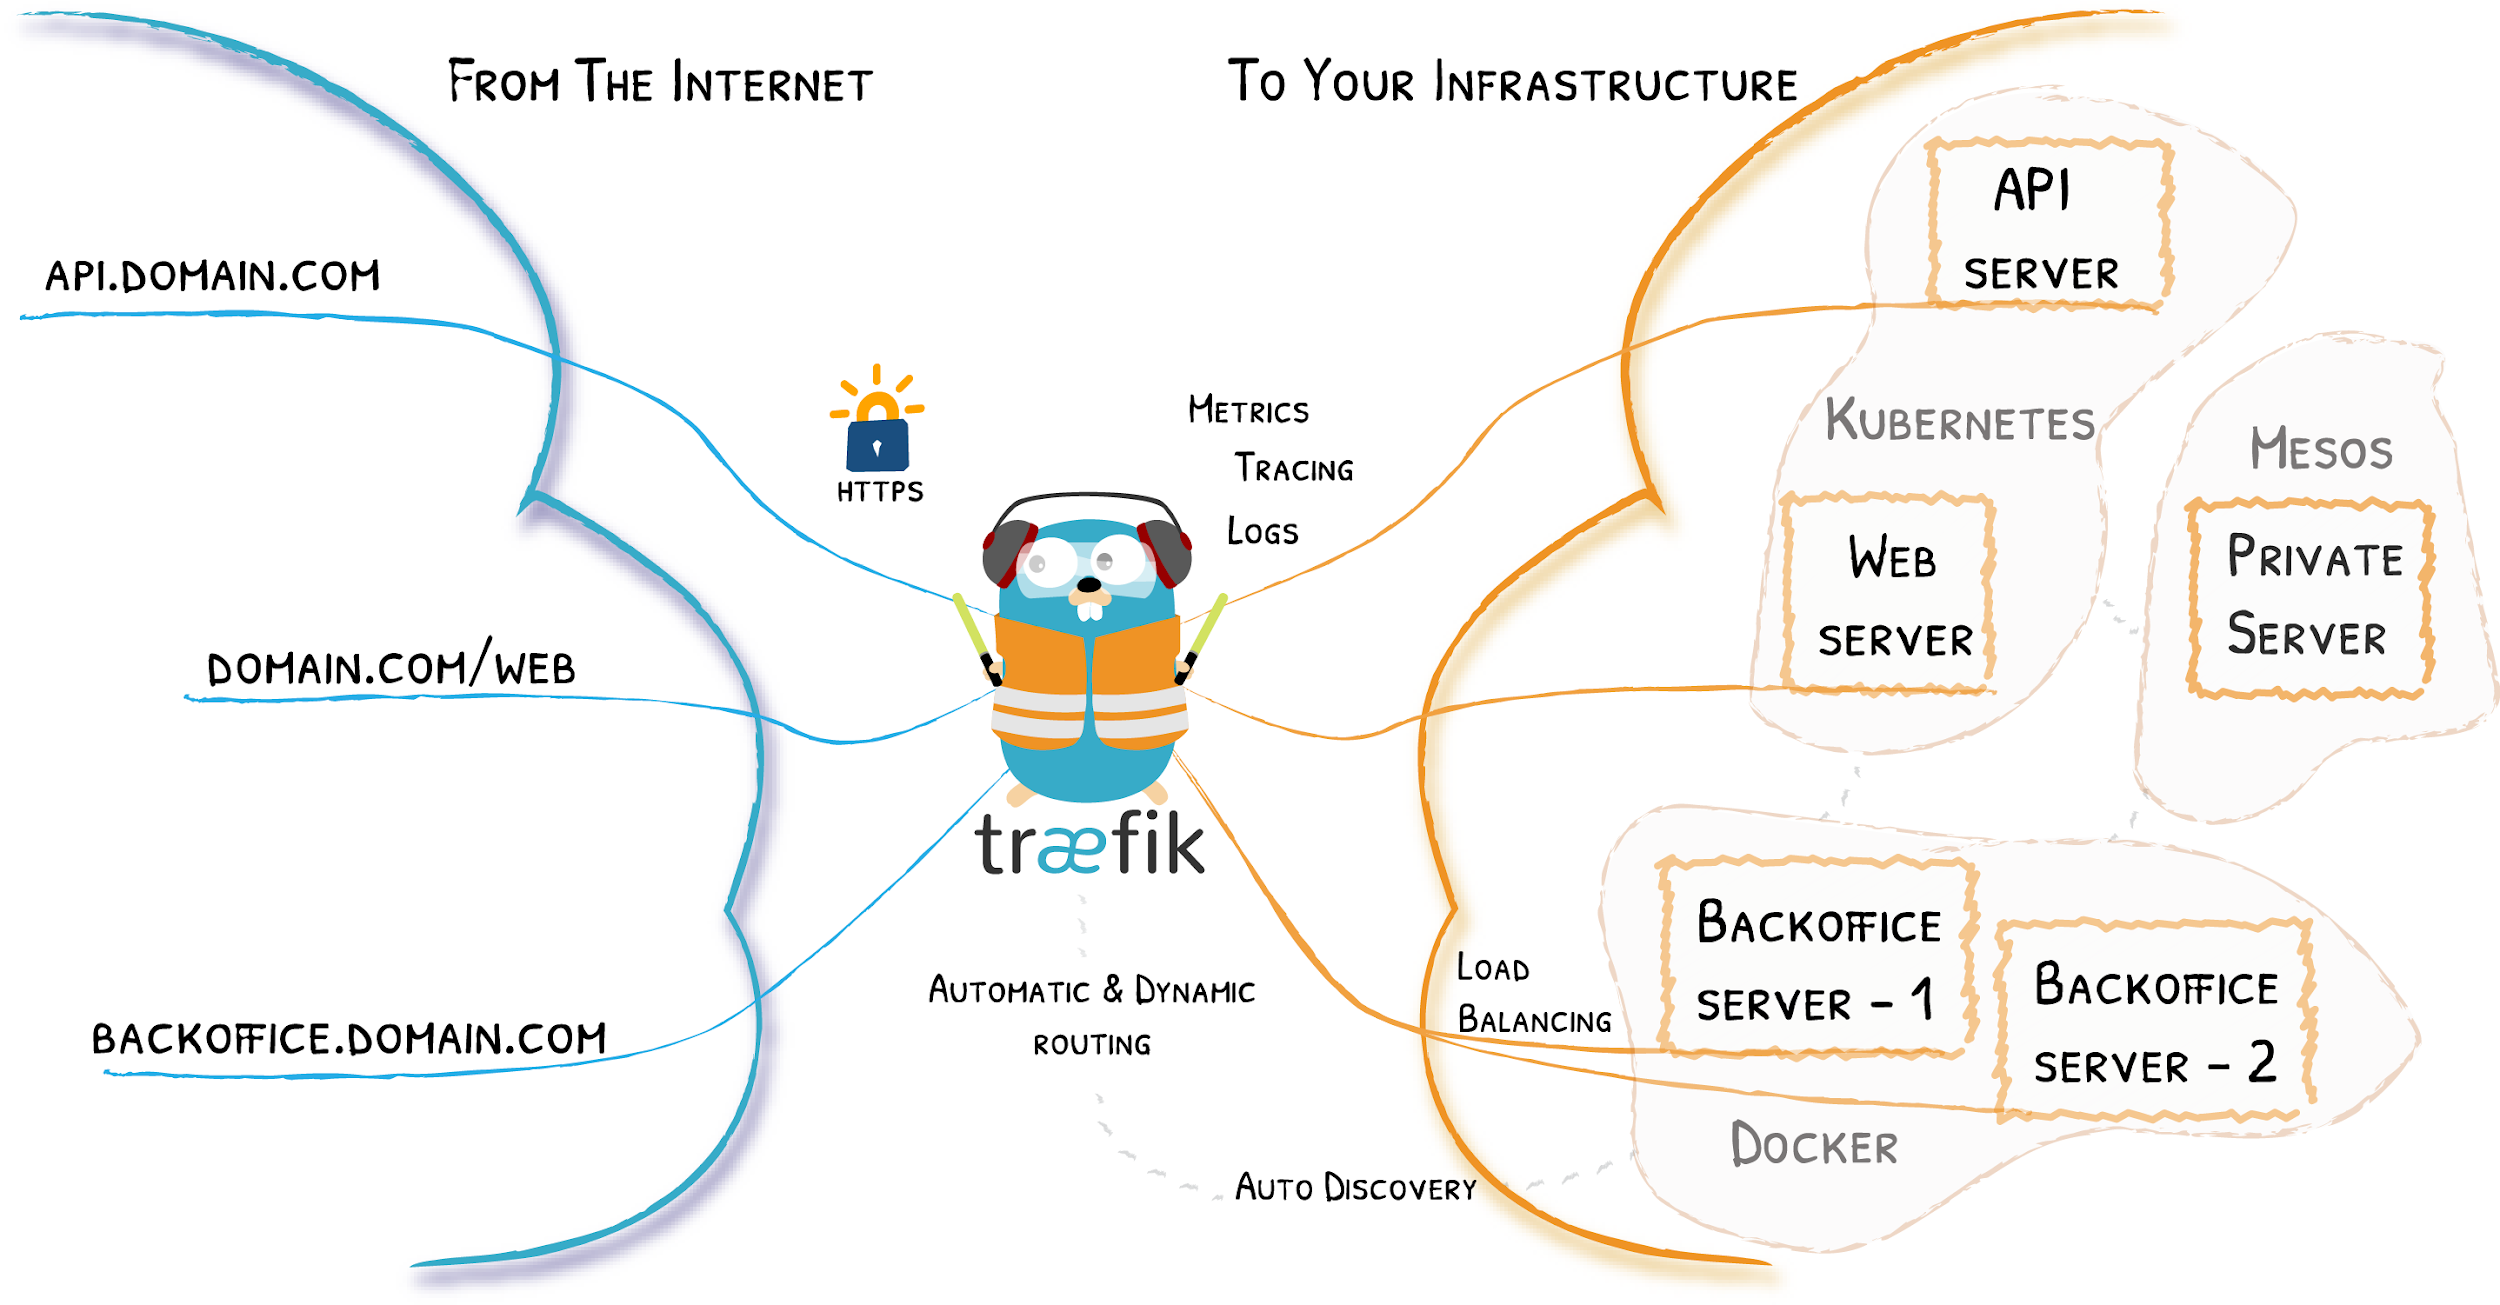 From The Internet
To Your Infrastructure
api.domain.com
domain.com/web
backoffice.domain.com
HTTPS
Metrics
Tracing
Logs
træfik
Automatic & Dynamic
routing
Auto Discovery
Load
Balancing
API
server
Kubernetes
Web
server
Mesos
Private
Server
Backoffice
server - 1
Backoffice
server - 2
Docker